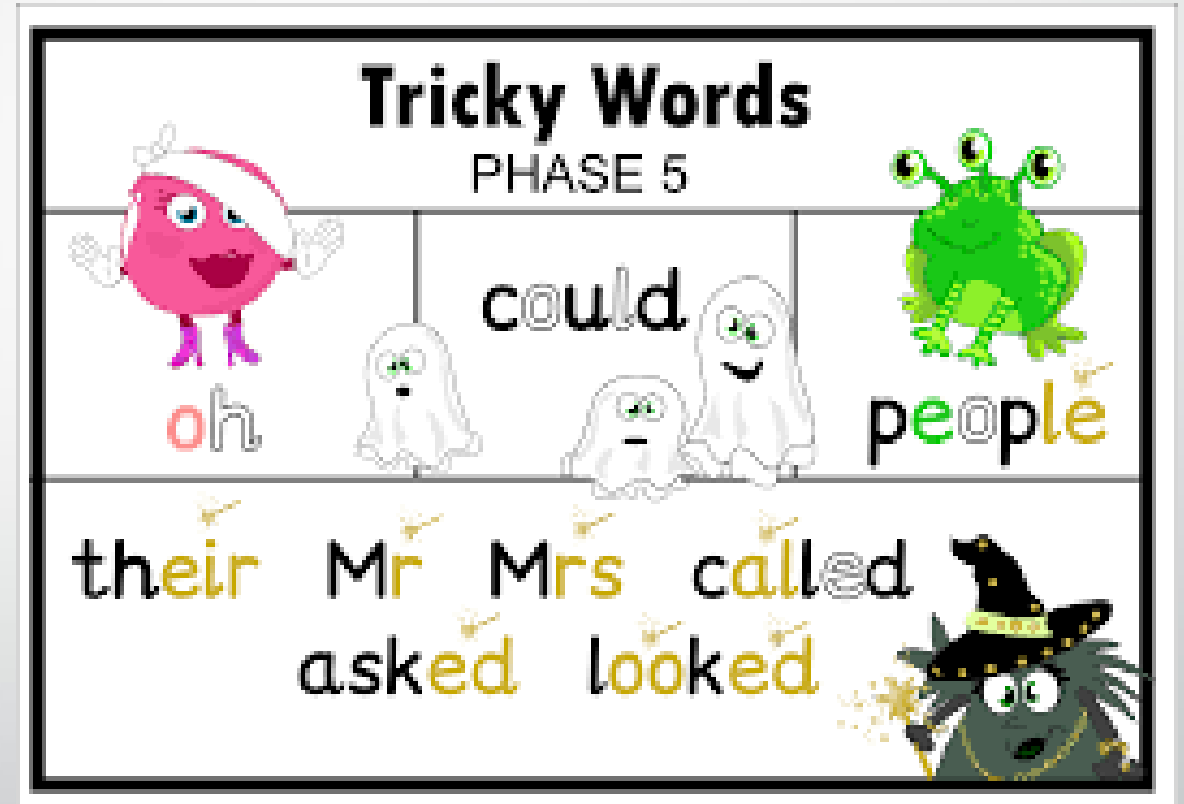 Tricky Words
PHASE 5
could
oh
people
their Mr Mrs called
asked looked